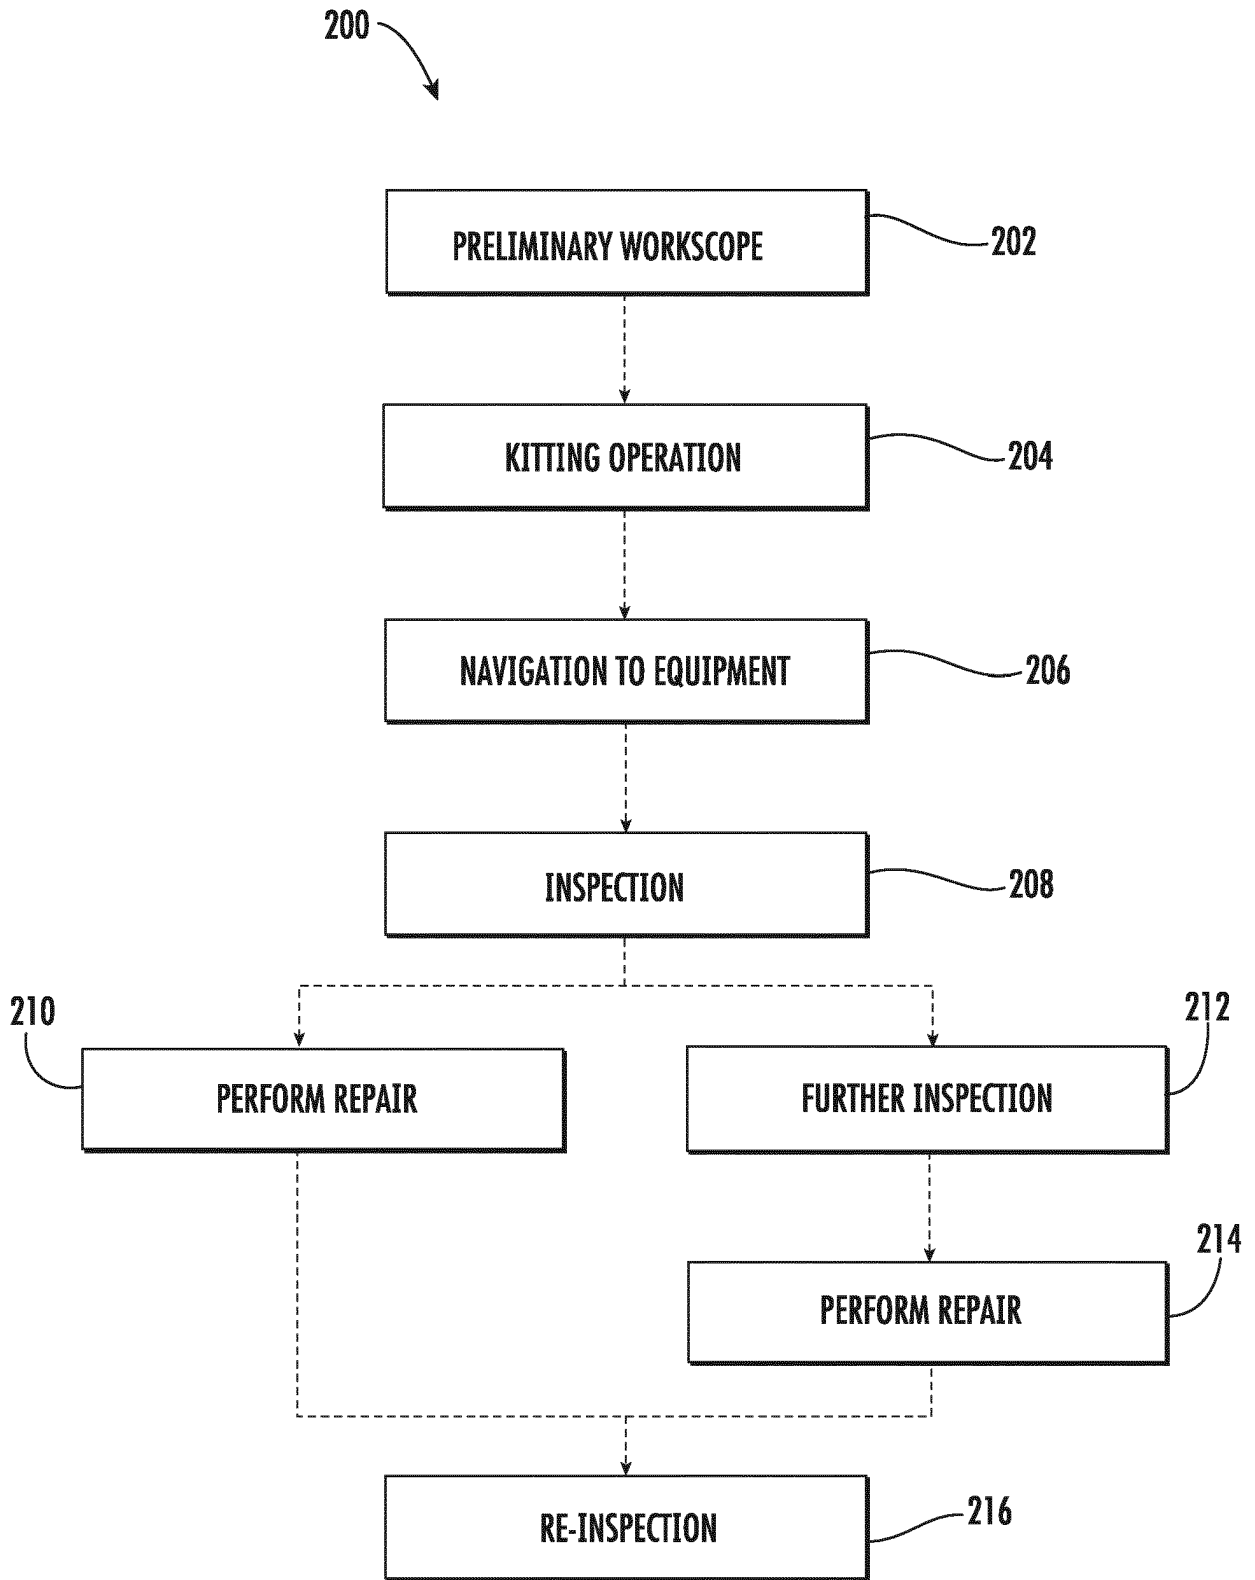 200
PRELIMINARY WORKSCOPE
202
KITTING OPERATION
204
NAVIGATION TO EQUIPMENT
206
INSPECTION
208
210
212
PERFORM REPAIR
FURTHER INSPECTION
214
PERFORM REPAIR
RE-INSPECTION
216